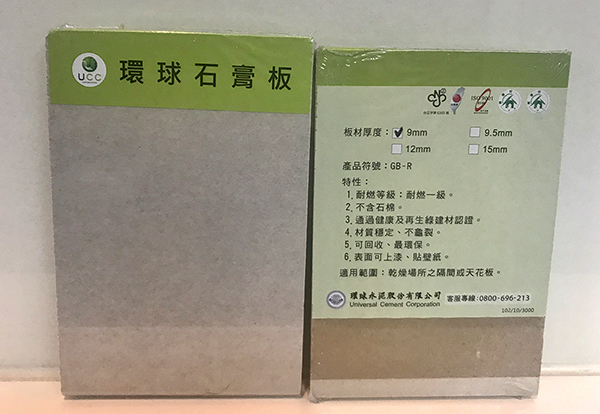 UCC
環球石膏板
ISO 9001
板材厚度：✓9mm □9.5mm
□12mm □15mm
產品符號：GB-R
特性：
1. 耐燃等級：耐燃一級。
2. 不含石棉。
3. 通過健康及再生綠建材認證。
4. 材質穩定、不龜裂。
5. 可回收、最環保。
6. 表面可上漆、貼壁紙。
適用範圍：乾燥場所之隔間或天花板。
環球水泥股份有限公司
Universal Cement Corporation
客服專線：0800-696-213
102/10/3000